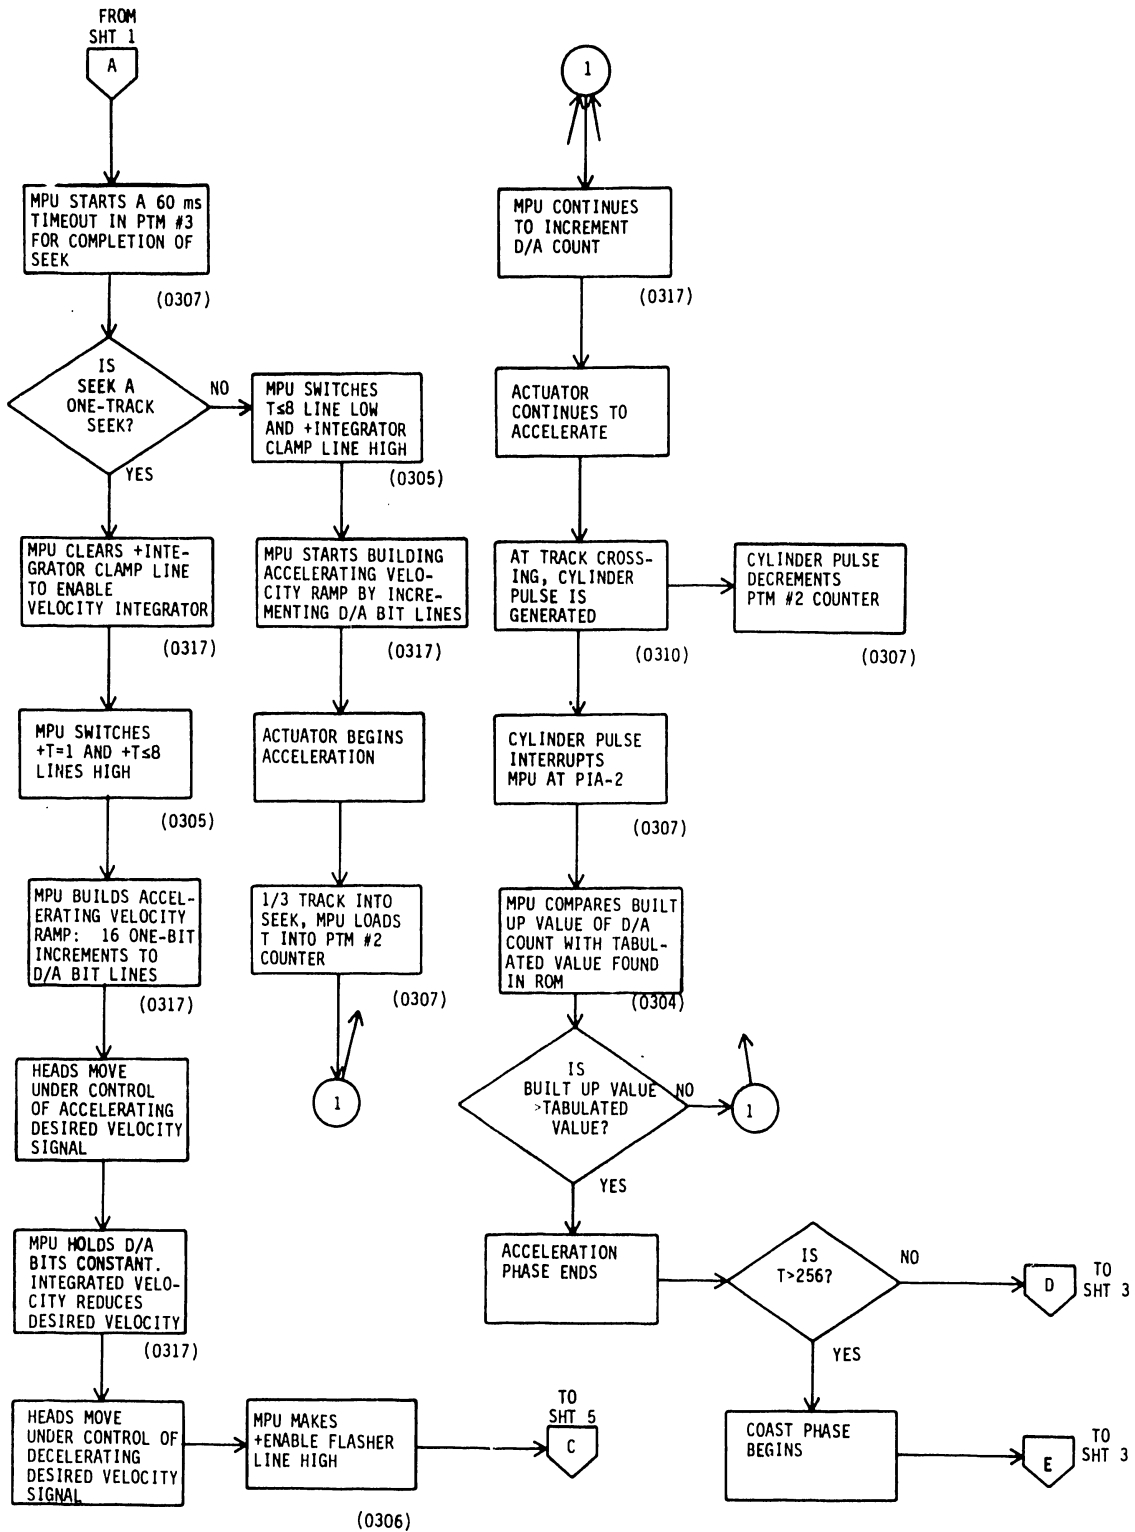 FROM
SHT 1
A
MPU STARTS A 60 ms
TIMEOUT IN PTM #3
FOR COMPLETION OF
SEEK
(0307)
IS
SEEK A
ONE-TRACK
SEEK?
NO
YES
MPU CLEARS +INTE-
GRATOR CLAMP LINE
TO ENABLE
VELOCITY INTEGRATOR
(0317)
MPU SWITCHES
+T=1 AND +T≤8
LINES HIGH
(0305)
MPU BUILDS ACCEL-
ERATING VELOCITY
RAMP: 16 ONE-BIT
INCREMENTS TO
D/A BIT LINES
(0317)
HEADS MOVE
UNDER CONTROL
OF ACCELERATING
DESIRED VELOCITY
SIGNAL
MPU HOLDS D/A
BITS CONSTANT.
INTEGRATED VELO-
CITY REDUCES
DESIRED VELOCITY
(0317)
HEADS MOVE
UNDER CONTROL OF
DECELERATING
DESIRED VELOCITY
SIGNAL
MPU MAKES
+ENABLE FLASHER
LINE HIGH
(0306)
TO
SHT 5
C
MPU SWITCHES
T≤8 LINE LOW
AND +INTEGRATOR
CLAMP LINE HIGH
(0305)
MPU STARTS BUILDING
ACCELERATING VELO-
CITY RAMP BY INCRE-
MENTING D/A BIT LINES
(0317)
ACTUATOR BEGINS
ACCELERATION
1/3 TRACK INTO
SEEK, MPU LOADS
T INTO PTM #2
COUNTER
(0307)
1
1
MPU CONTINUES
TO INCREMENT
D/A COUNT
(0317)
ACTUATOR
CONTINUES TO
ACCELERATE
AT TRACK CROSS-
ING, CYLINDER
PULSE IS
GENERATED
(0310)
CYLINDER PULSE
DECREMENTS
PTM #2 COUNTER
(0307)
CYLINDER PULSE
INTERRUPTS
MPU AT PIA-2
(0307)
MPU COMPARES BUILT
UP VALUE OF D/A
COUNT WITH TABUL-
ATED VALUE FOUND
IN ROM
(0304)
IS
BUILT UP VALUE
>TABULATED
VALUE?
NO
1
YES
ACCELERATION
PHASE ENDS
IS
T>256?
NO
D
TO
SHT 3
YES
COAST PHASE
BEGINS
E
TO
SHT 3